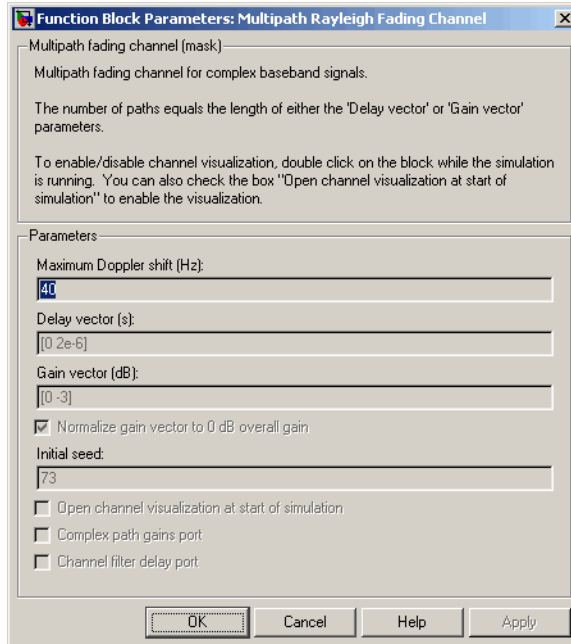 Function Block Parameters: Multipath Rayleigh Fading Channel
Multipath fading channel (mask)
Multipath fading channel for complex baseband signals.
The number of paths equals the length of either the 'Delay vector' or 'Gain vector'
parameters.
To enable/disable channel visualization, double click on the block while the simulation
is running. You can also check the box "Open channel visualization at start of
simulation" to enable the visualization.
Parameters
Maximum Doppler shift (Hz):
40
Delay vector (s):
[0 2e-6]
Gain vector (dB):
[0 -3]
Normalize gain vector to 0 dB overall gain
Initial seed:
73
Open channel visualization at start of simulation
Complex path gains port
Channel filter delay port
OK Cancel Help Apply